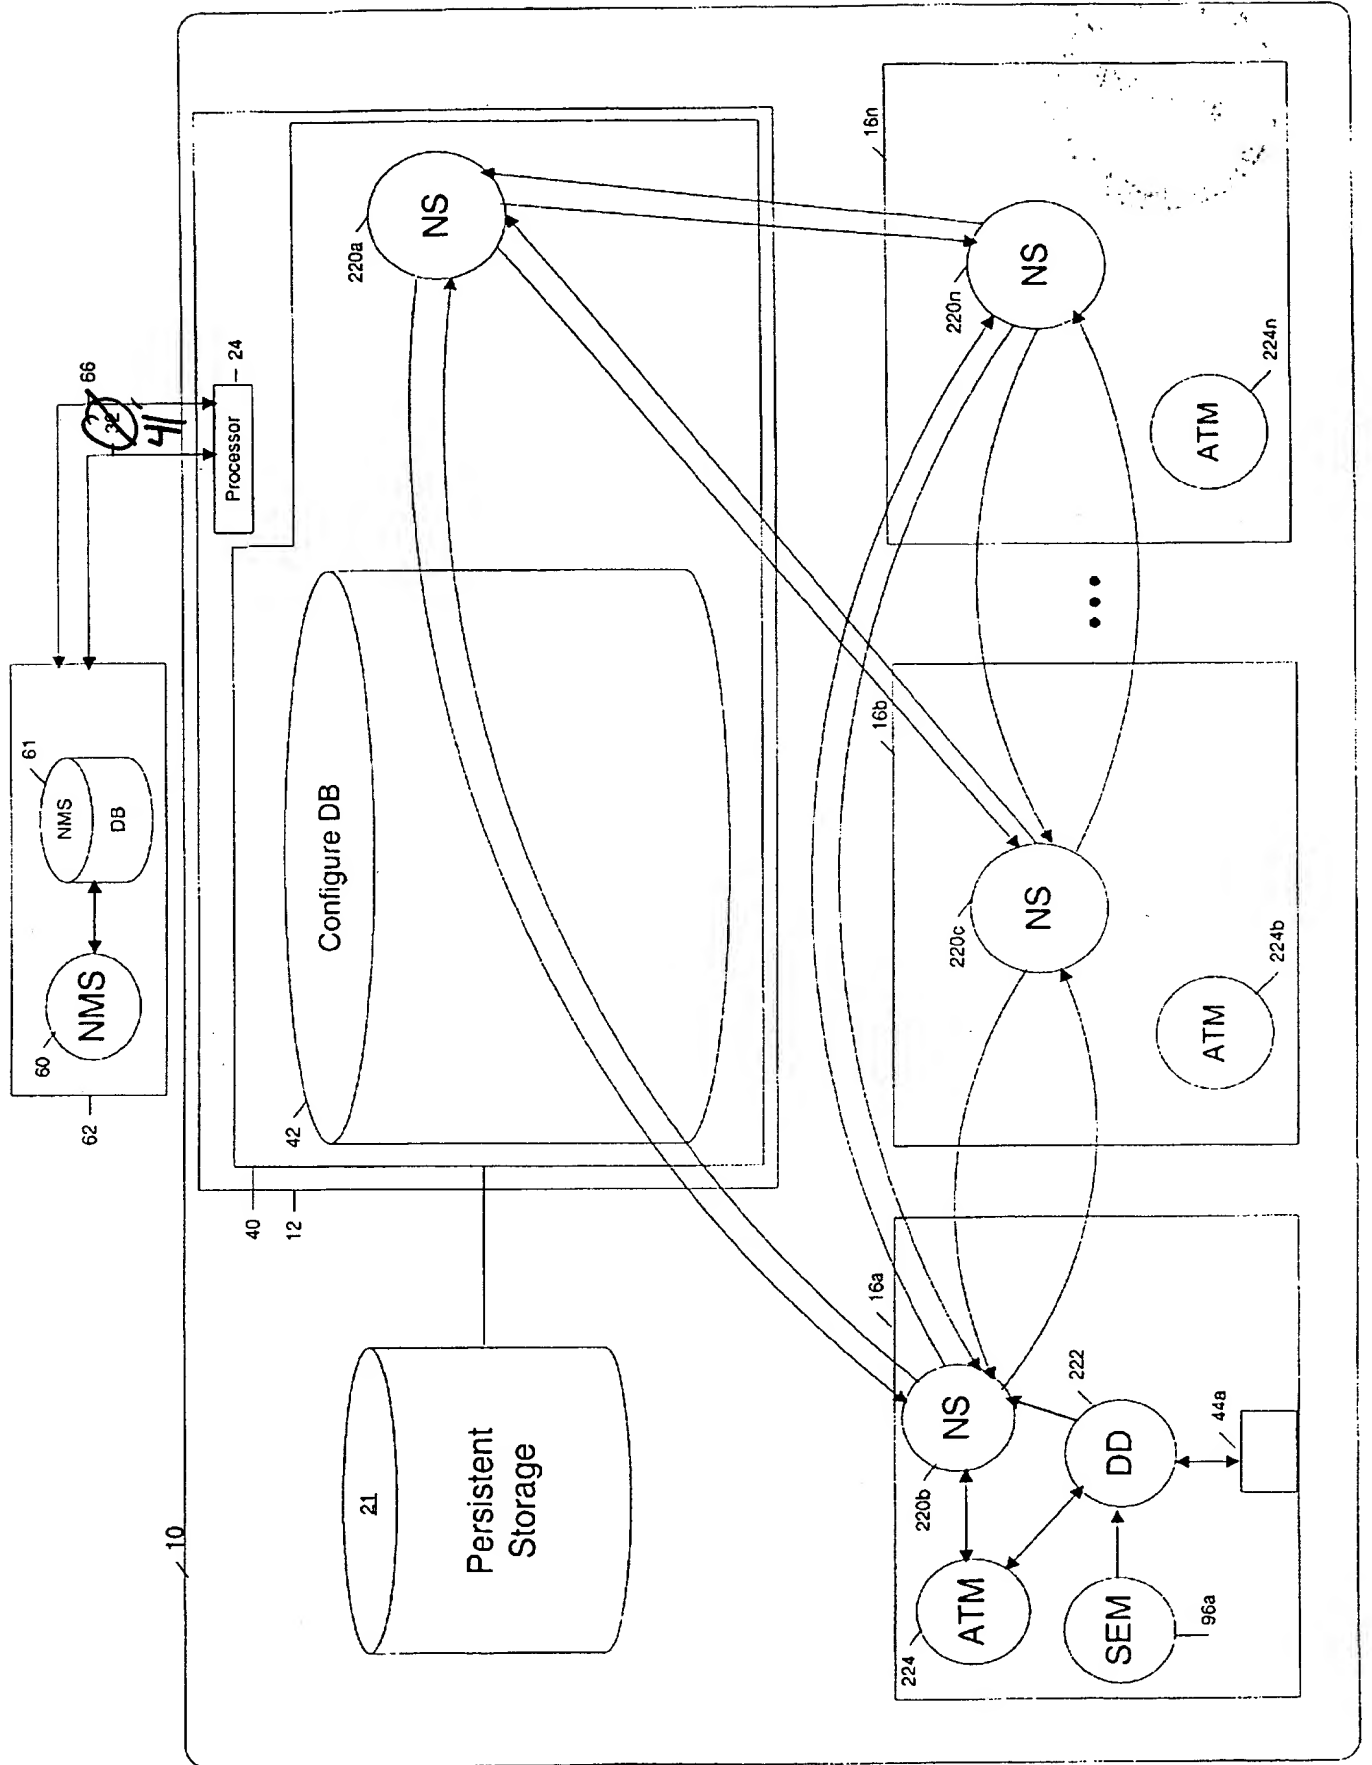 62
60
NMS
61
NMS
DB
66
32
41
10
21
Persistent
Storage
40
12
42
Configure DB
Processor
24
220a
NS
16a
220b
NS
222
DD
224
ATM
SEM
96a
44a
16b
220c
NS
ATM
224b
16n
220n
NS
ATM
224n